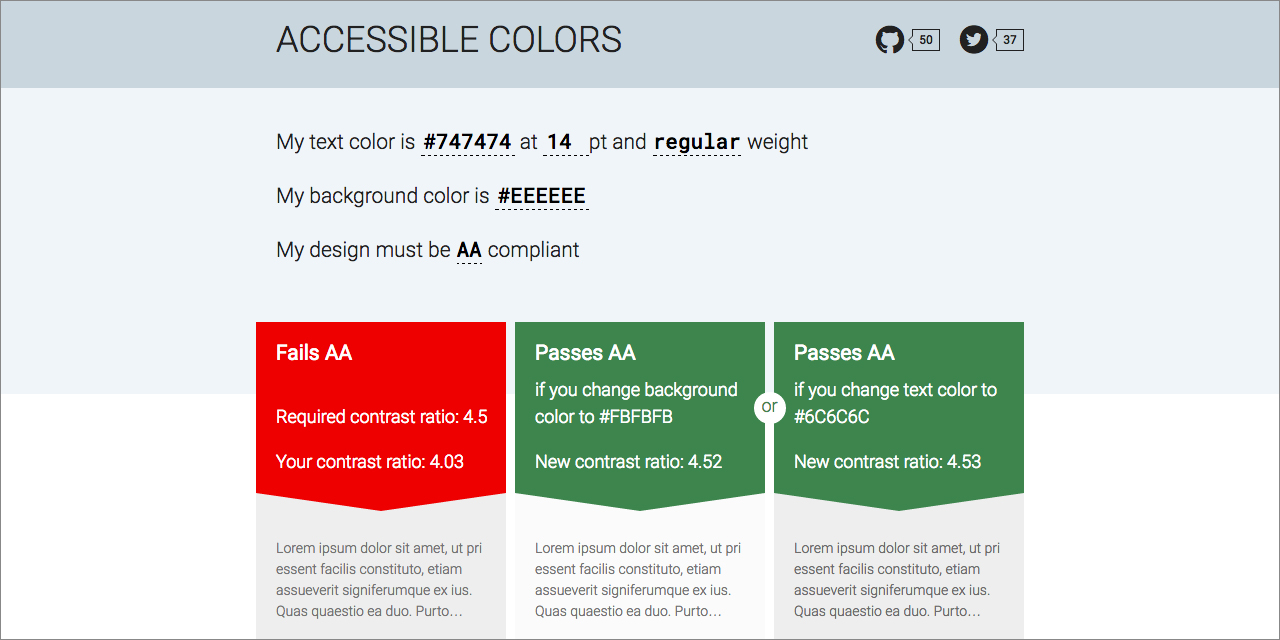 ACCESSIBLE COLORS
50
37
My text color is #747474 at 14 pt and regular weight
My background color is #EEEEEE
My design must be AA compliant
Fails AA
Required contrast ratio: 4.5
Your contrast ratio: 4.03
Passes AA
if you change background
color to #FBFBFB
New contrast ratio: 4.52
or
Passes AA
if you change text color to
#6C6C6C
New contrast ratio: 4.53
Lorem ipsum dolor sit amet, ut pri
essent facilis constituto, etiam
assueverit signiferumque ex ius.
Quas quaestio ea duo. Purto…
Lorem ipsum dolor sit amet, ut pri
essent facilis constituto, etiam
assueverit signiferumque ex ius.
Quas quaestio ea duo. Purto…
Lorem ipsum dolor sit amet, ut pri
essent facilis constituto, etiam
assueverit signiferumque ex ius.
Quas quaestio ea duo. Purto…